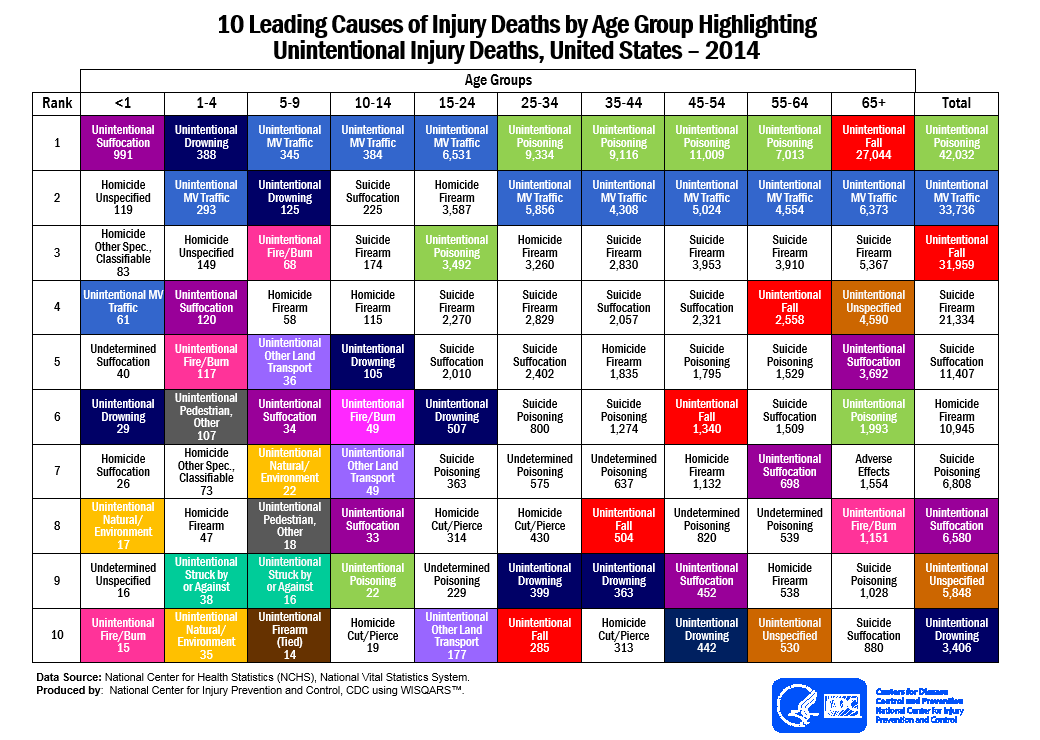 10 Leading Causes of Injury Deaths by Age Group Highlighting
Unintentional Injury Deaths, United States – 2014
Age Groups
Rank <1 1-4 5-9 10-14 15-24 25-34 35-44 45-54 55-64 65+ Total
1 Unintentional Suffocation 991 Unintentional Drowning 388 Unintentional MV Traffic 345 Unintentional MV Traffic 384 Unintentional MV Traffic 6,531 Unintentional Poisoning 9,334 Unintentional Poisoning 9,116 Unintentional Poisoning 11,009 Unintentional Poisoning 7,013 Unintentional Fall 27,044 Unintentional Poisoning 42,032
2 Homicide Unspecified 119 Unintentional MV Traffic 293 Unintentional Drowning 125 Suicide Suffocation 225 Homicide Firearm 3,587 Unintentional MV Traffic 5,856 Unintentional MV Traffic 4,308 Unintentional MV Traffic 5,024 Unintentional MV Traffic 4,554 Unintentional MV Traffic 6,373 Unintentional MV Traffic 33,736
3 Homicide Other Spec., Classifiable 83 Homicide Unspecified 149 Unintentional Fire/Burn 68 Suicide Firearm 174 Unintentional Poisoning 3,492 Homicide Firearm 3,260 Suicide Firearm 2,830 Suicide Firearm 3,953 Suicide Firearm 3,910 Suicide Firearm 5,367 Unintentional Fall 31,959
4 Unintentional MV Traffic 61 Unintentional Suffocation 120 Homicide Firearm 58 Homicide Firearm 115 Suicide Firearm 2,270 Suicide Firearm 2,829 Suicide Suffocation 2,057 Suicide Suffocation 2,321 Unintentional Fall 2,558 Unintentional Unspecified 4,590 Suicide Firearm 21,334
5 Undetermined Suffocation 40 Unintentional Fire/Burn 117 Unintentional Other Land Transport 36 Unintentional Drowning 105 Suicide Suffocation 2,010 Suicide Suffocation 2,402 Homicide Firearm 1,835 Suicide Poisoning 1,795 Suicide Poisoning 1,529 Unintentional Suffocation 3,692 Suicide Suffocation 11,407
6 Unintentional Drowning 29 Unintentional Pedestrian, Other 107 Unintentional Suffocation 34 Unintentional Fire/Burn 49 Unintentional Drowning 507 Suicide Poisoning 800 Suicide Poisoning 1,274 Unintentional Fall 1,340 Suicide Suffocation 1,509 Unintentional Poisoning 1,993 Homicide Firearm 10,945
7 Homicide Suffocation 26 Homicide Other Spec., Classifiable 73 Unintentional Natural/ Environment 22 Unintentional Other Land Transport 49 Suicide Poisoning 363 Undetermined Poisoning 575 Undetermined Poisoning 637 Homicide Firearm 1,132 Unintentional Suffocation 698 Adverse Effects 1,554 Suicide Poisoning 6,808
8 Unintentional Natural/ Environment 17 Homicide Firearm 47 Unintentional Pedestrian, Other 18 Unintentional Suffocation 33 Homicide Cut/Pierce 314 Homicide Cut/Pierce 430 Unintentional Fall 504 Undetermined Poisoning 820 Undetermined Poisoning 539 Unintentional Fire/Burn 1,151 Unintentional Suffocation 6,580
9 Undetermined Unspecified 16 Unintentional Struck by or Against 38 Unintentional Struck by or Against 16 Unintentional Poisoning 22 Undetermined Poisoning 229 Unintentional Drowning 399 Unintentional Drowning 363 Unintentional Suffocation 452 Homicide Firearm 538 Suicide Poisoning 1,028 Unintentional Unspecified 5,848
10 Unintentional Fire/Burn 15 Unintentional Natural/ Environment 35 Unintentional Firearm (Tied) 14 Homicide Cut/Pierce 19 Unintentional Other Land Transport 177 Unintentional Fall 285 Homicide Cut/Pierce 313 Unintentional Drowning 442 Unintentional Unspecified 530 Suicide Suffocation 880 Unintentional Drowning 3,406
Data Source: National Center for Health Statistics (NCHS), National Vital Statistics System.
Produced by: National Center for Injury Prevention and Control, CDC using WISQARS™.
CDC
Centers for Disease
Control and Prevention
National Center for Injury
Prevention and Control